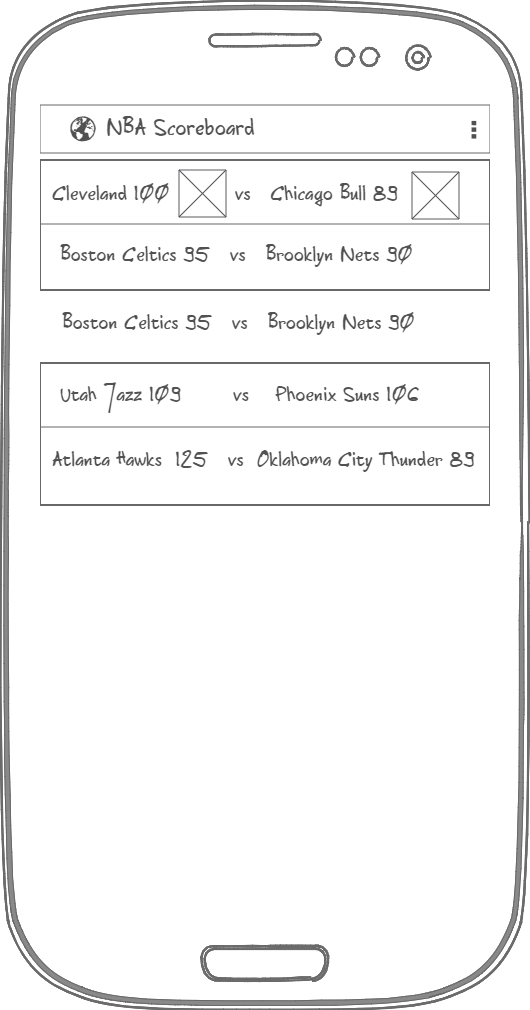 NBA Scoreboard
Cleveland 100 vs Chicago Bull 89
Boston Celtics 95 vs Brooklyn Nets 90
Boston Celtics 95 vs Brooklyn Nets 90
Utah Jazz 109 vs Phoenix Suns 106
Atlanta Hawks 125 vs Oklahoma City Thunder 89